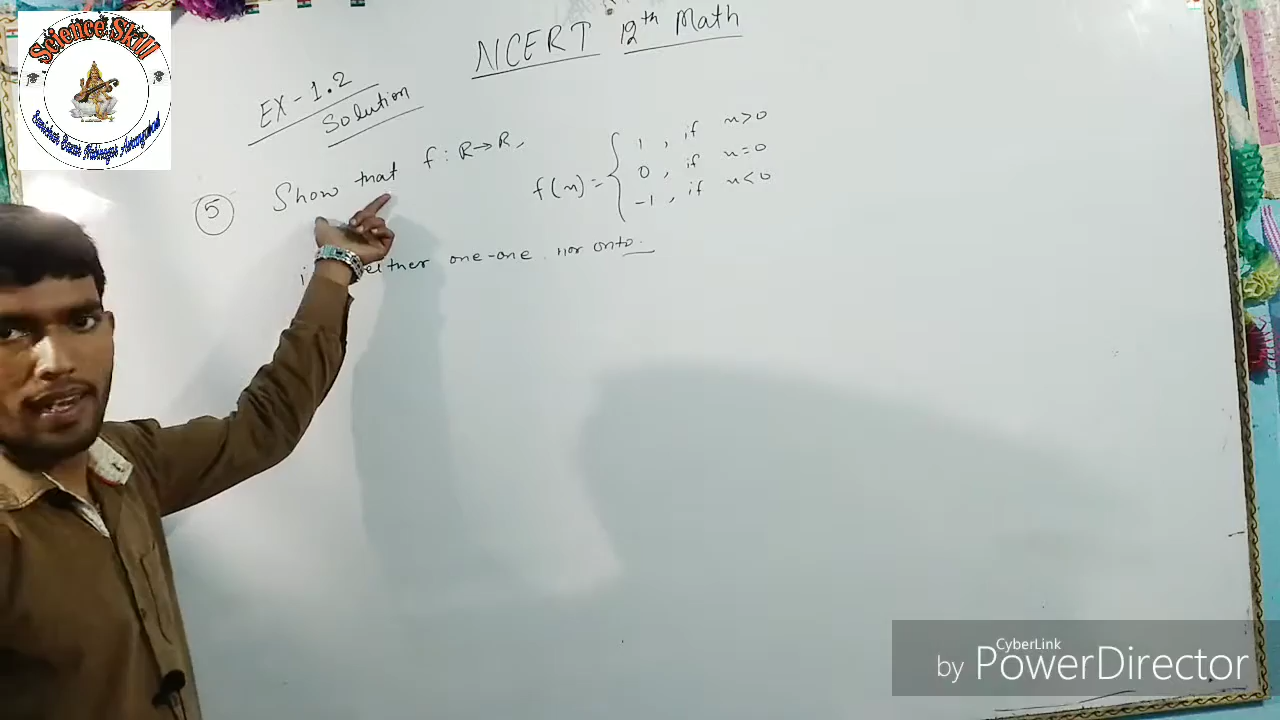 Science Skill
NCERT 12th Math
EX - 1.2
Solution
5 Show that f : R→R,
f(x) = { 1, if x>0
0, if x=0
-1, if x<0
one-one nor onto.
CyberLink
by PowerDirector